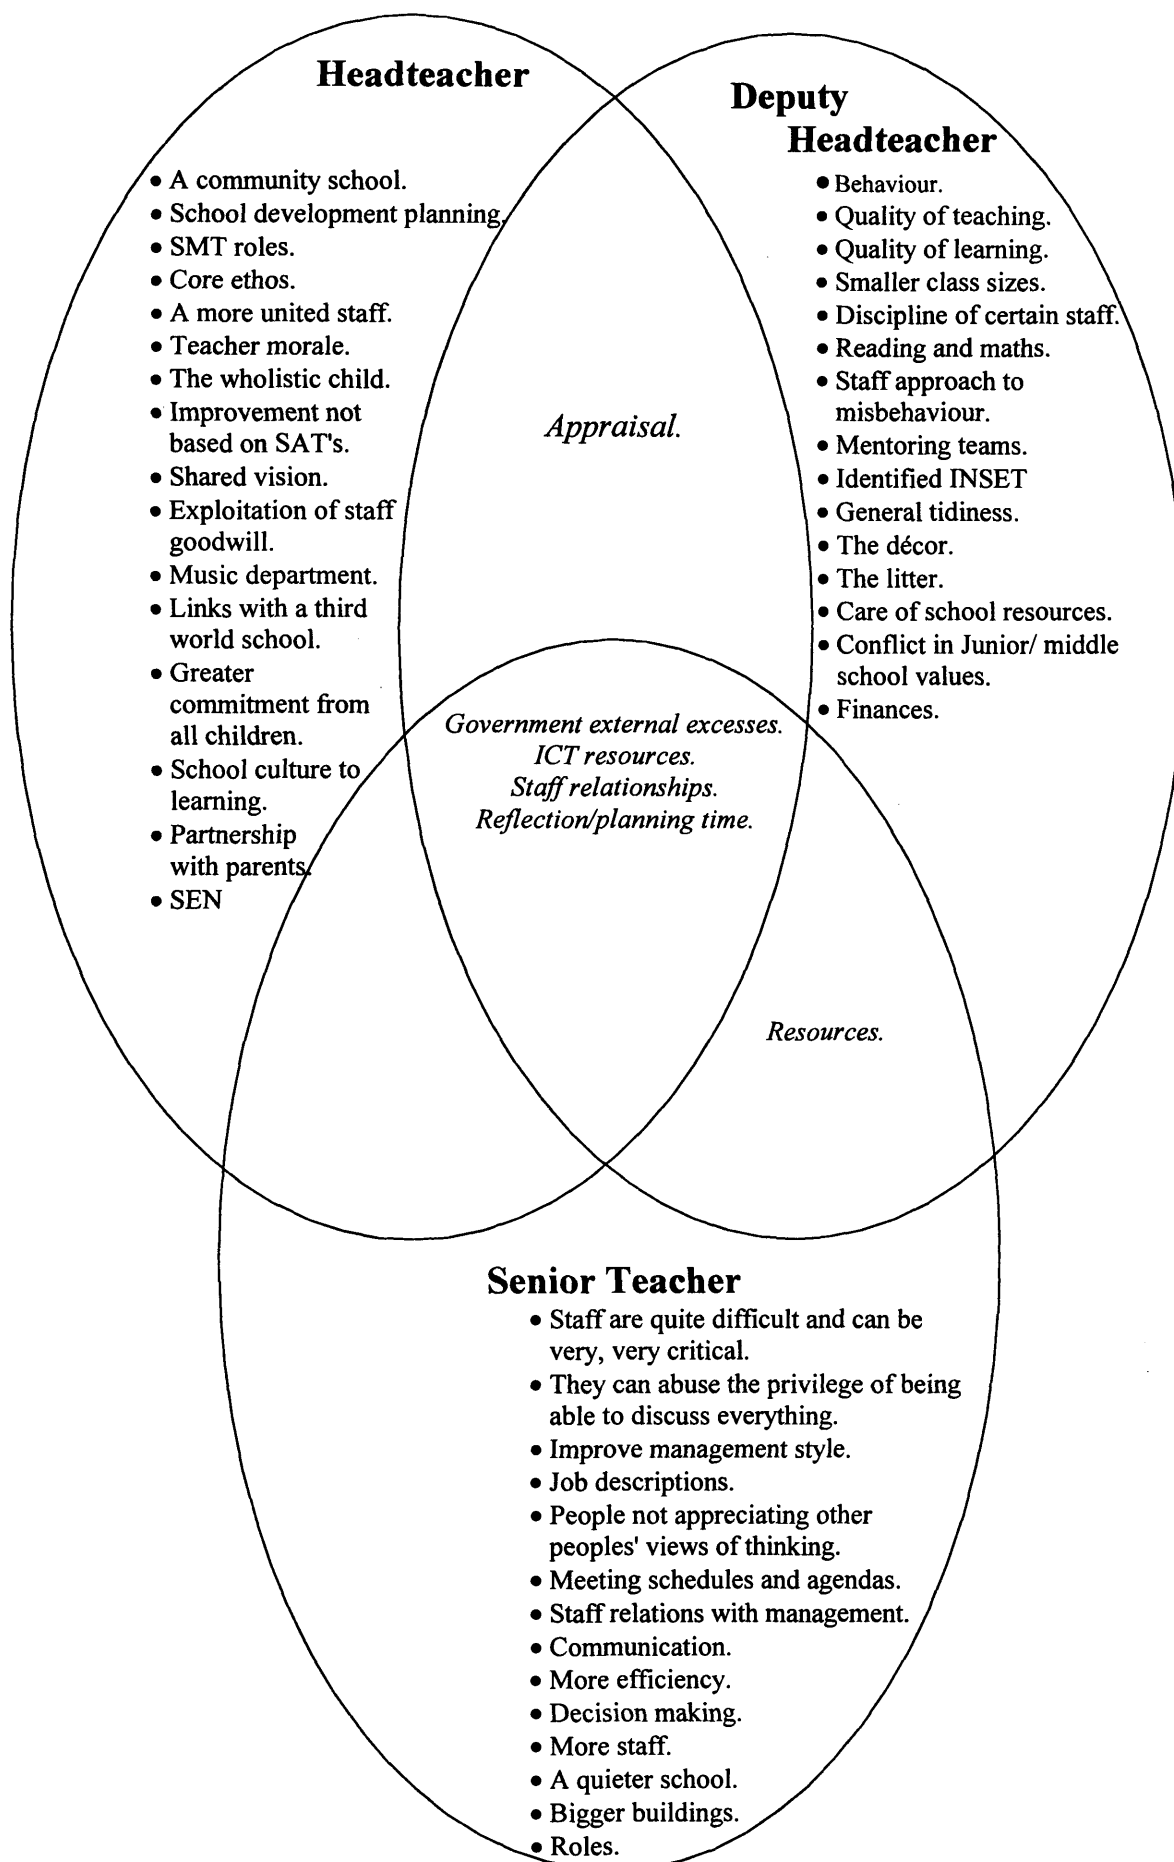 Headteacher
• A community school.
• School development planning.
• SMT roles.
• Core ethos.
• A more united staff.
• Teacher morale.
• The wholistic child.
• Improvement not
based on SAT's.
• Shared vision.
• Exploitation of staff
goodwill.
• Music department.
• Links with a third
world school.
• Greater
commitment from
all children.
• School culture to
learning.
• Partnership
with parents.
• SEN
Deputy
Headteacher
• Behaviour.
• Quality of teaching.
• Quality of learning.
• Smaller class sizes.
• Discipline of certain staff.
• Reading and maths.
• Staff approach to
misbehaviour.
• Mentoring teams.
• Identified INSET
• General tidiness.
• The décor.
• The litter.
• Care of school resources.
• Conflict in Junior/ middle
school values.
• Finances.
Appraisal.
Government external excesses.
ICT resources.
Staff relationships.
Reflection/planning time.
Resources.
Senior Teacher
• Staff are quite difficult and can be
very, very critical.
• They can abuse the privilege of being
able to discuss everything.
• Improve management style.
• Job descriptions.
• People not appreciating other
peoples' views of thinking.
• Meeting schedules and agendas.
• Staff relations with management.
• Communication.
• More efficiency.
• Decision making.
• More staff.
• A quieter school.
• Bigger buildings.
• Roles.